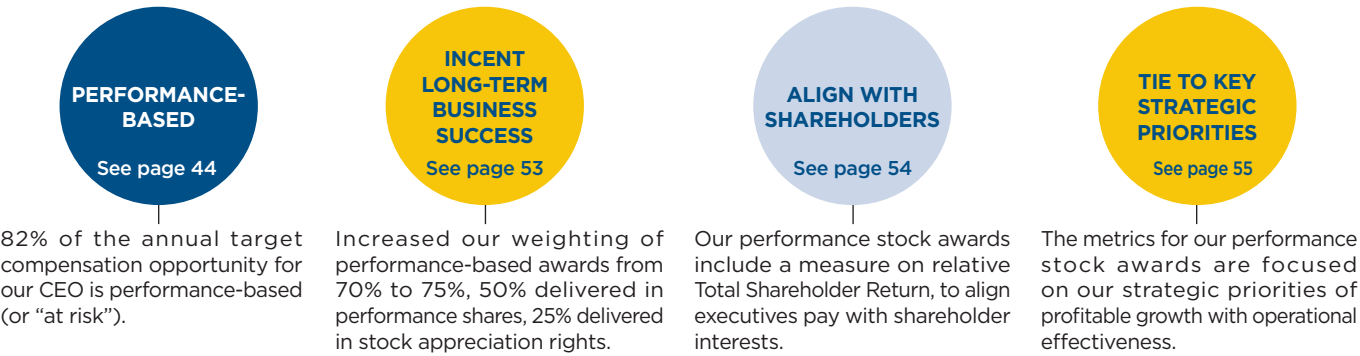 PERFORMANCE-
BASED
See page 44
82% of the annual target
compensation opportunity for
our CEO is performance-based
(or “at risk”).
INCENT
LONG-TERM
BUSINESS
SUCCESS
See page 53
Increased our weighting of
performance-based awards from
70% to 75%, 50% delivered in
performance shares, 25% delivered
in stock appreciation rights.
ALIGN WITH
SHAREHOLDERS
See page 54
Our performance stock awards
include a measure on relative
Total Shareholder Return, to align
executives pay with shareholder
interests.
TIE TO KEY
STRATEGIC
PRIORITIES
See page 55
The metrics for our performance
stock awards are focused
on our strategic priorities of
profitable growth with operational
effectiveness.